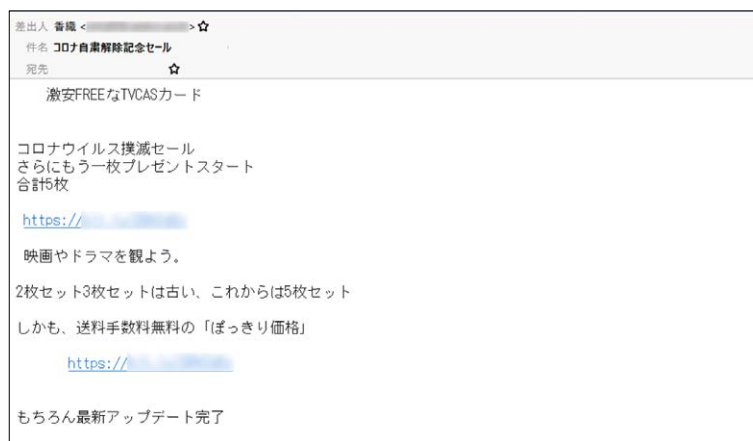 差出人 香織 < > ☆
件名 コロナ自粛解除記念セール
宛先 ☆
激安FREEなTVCASカード
コロナウイルス撲滅セール
さらにもう一枚プレゼントスタート
合計5枚
https://
映画やドラマを観よう。
2枚セット3枚セットは古い、これからは5枚セット
しかも、送料手数料無料の「ぽっきり価格」
https://
もちろん最新アップデート完了